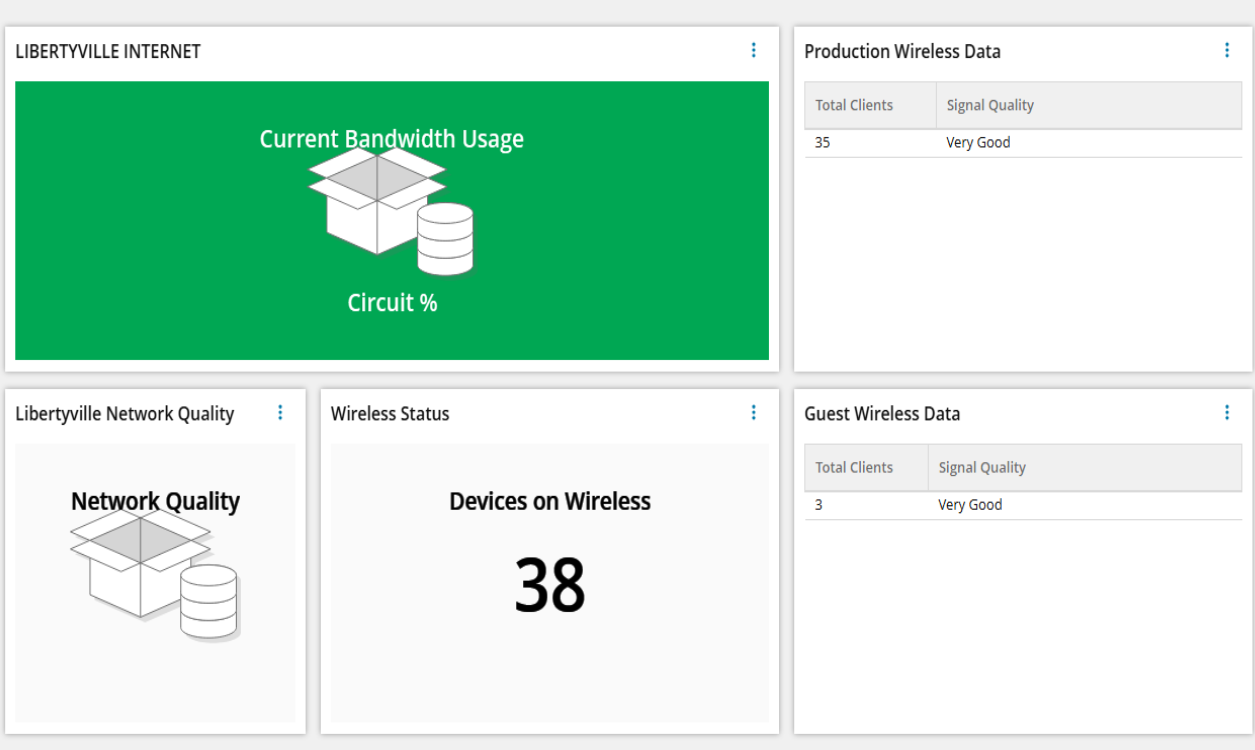 LIBERTYVILLE INTERNET
Current Bandwidth Usage
Circuit %
Production Wireless Data
Total Clients Signal Quality
35 Very Good
Libertyville Network Quality
Network Quality
Wireless Status
Devices on Wireless
38
Guest Wireless Data
Total Clients Signal Quality
3 Very Good